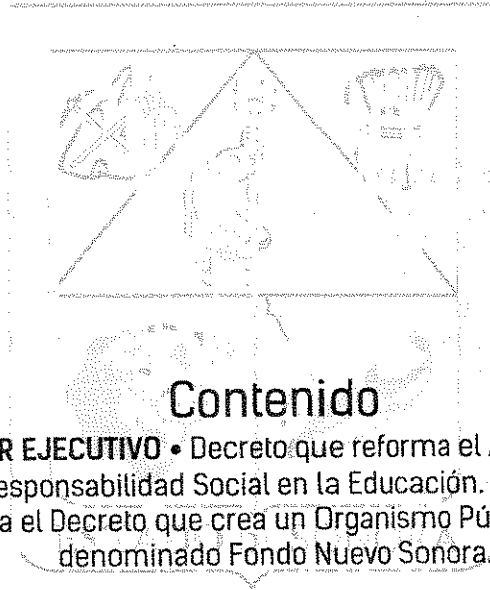 Contenido
R EJECUTIVO • Decreto que reforma el
esponsabilidad Social en la Educación.
a el Decreto que crea un Organismo Pú
denominado Fondo Nuevo Sonora.